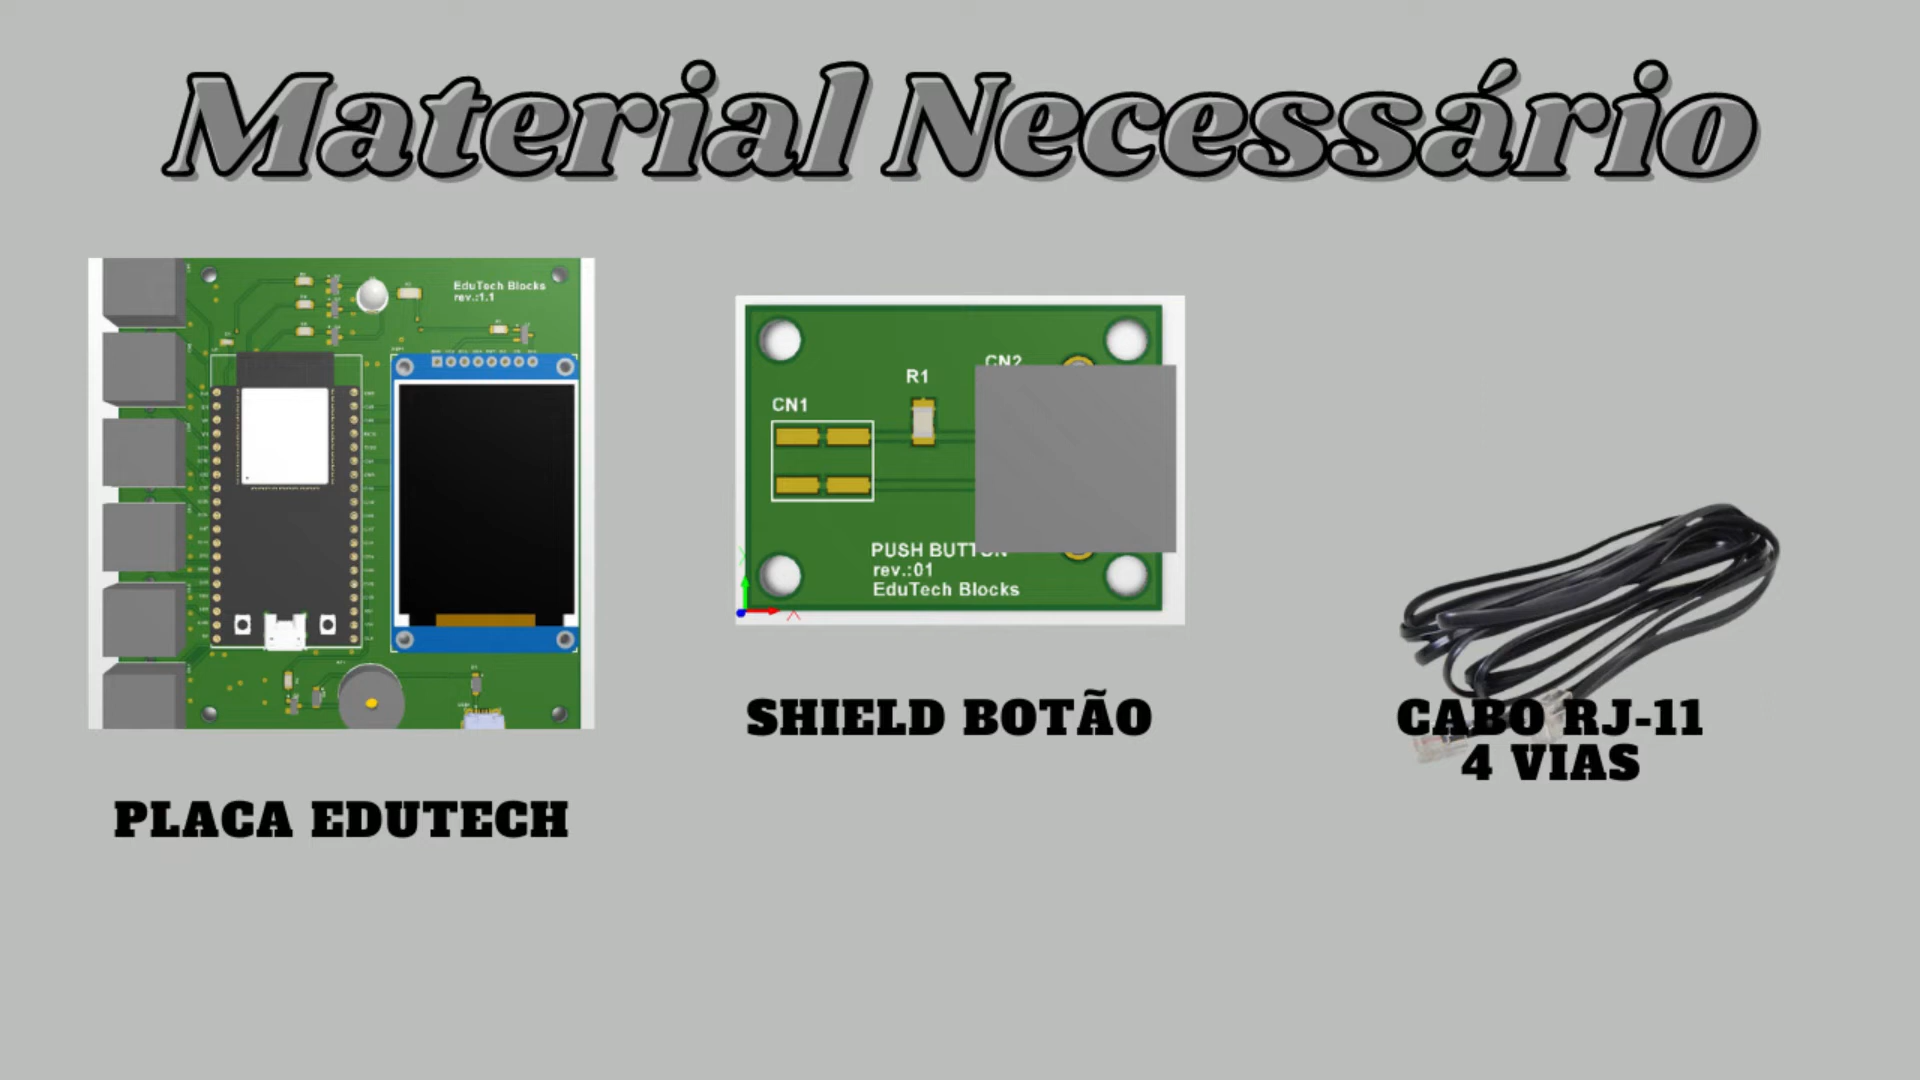 Material Necessário
EduTech Blocks
rev.:1.1
CN2
R1
CN1
PUSH BUTTON
rev.:01
EduTech Blocks
SHIELD BOTÃO
CABO RJ-11
4 VIAS
PLACA EDUTECH